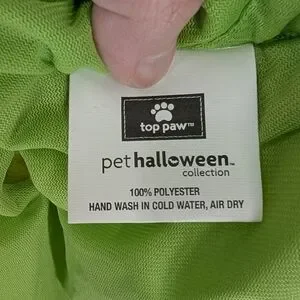 top paw™
pet halloween™
collection
100% POLYESTER
HAND WASH IN COLD WATER, AIR DRY